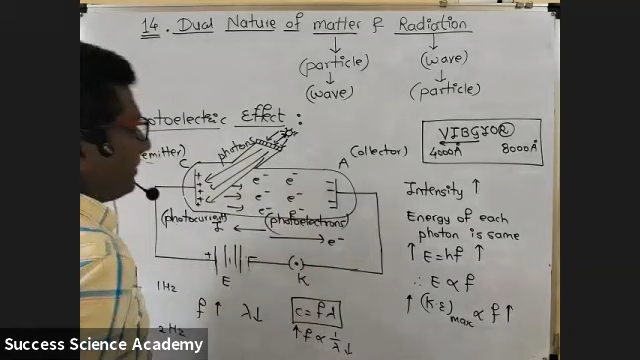 14. Dual Nature of matter & Radiation
(particle)
(wave)
(wave)
(particle)
otoelectric Effect :
VIBGYOR
4000Å 8000Å
(emitter)
photons
C
A
(Collector)
e⁻ e⁻
e⁻ e⁻
e⁻ e⁻
(photocurrent)
I
(photoelectrons)
e⁻
E
K
Intensity ↑
Energy of each
photon is same
↑ E = hf ↑
∴ E ∝ f
↑ (K.E)max ∝ f ↑
1Hz
2Hz
f ↑ λ↓
c = fλ
↑ f ∝ 1/λ ↓
Success Science Academy